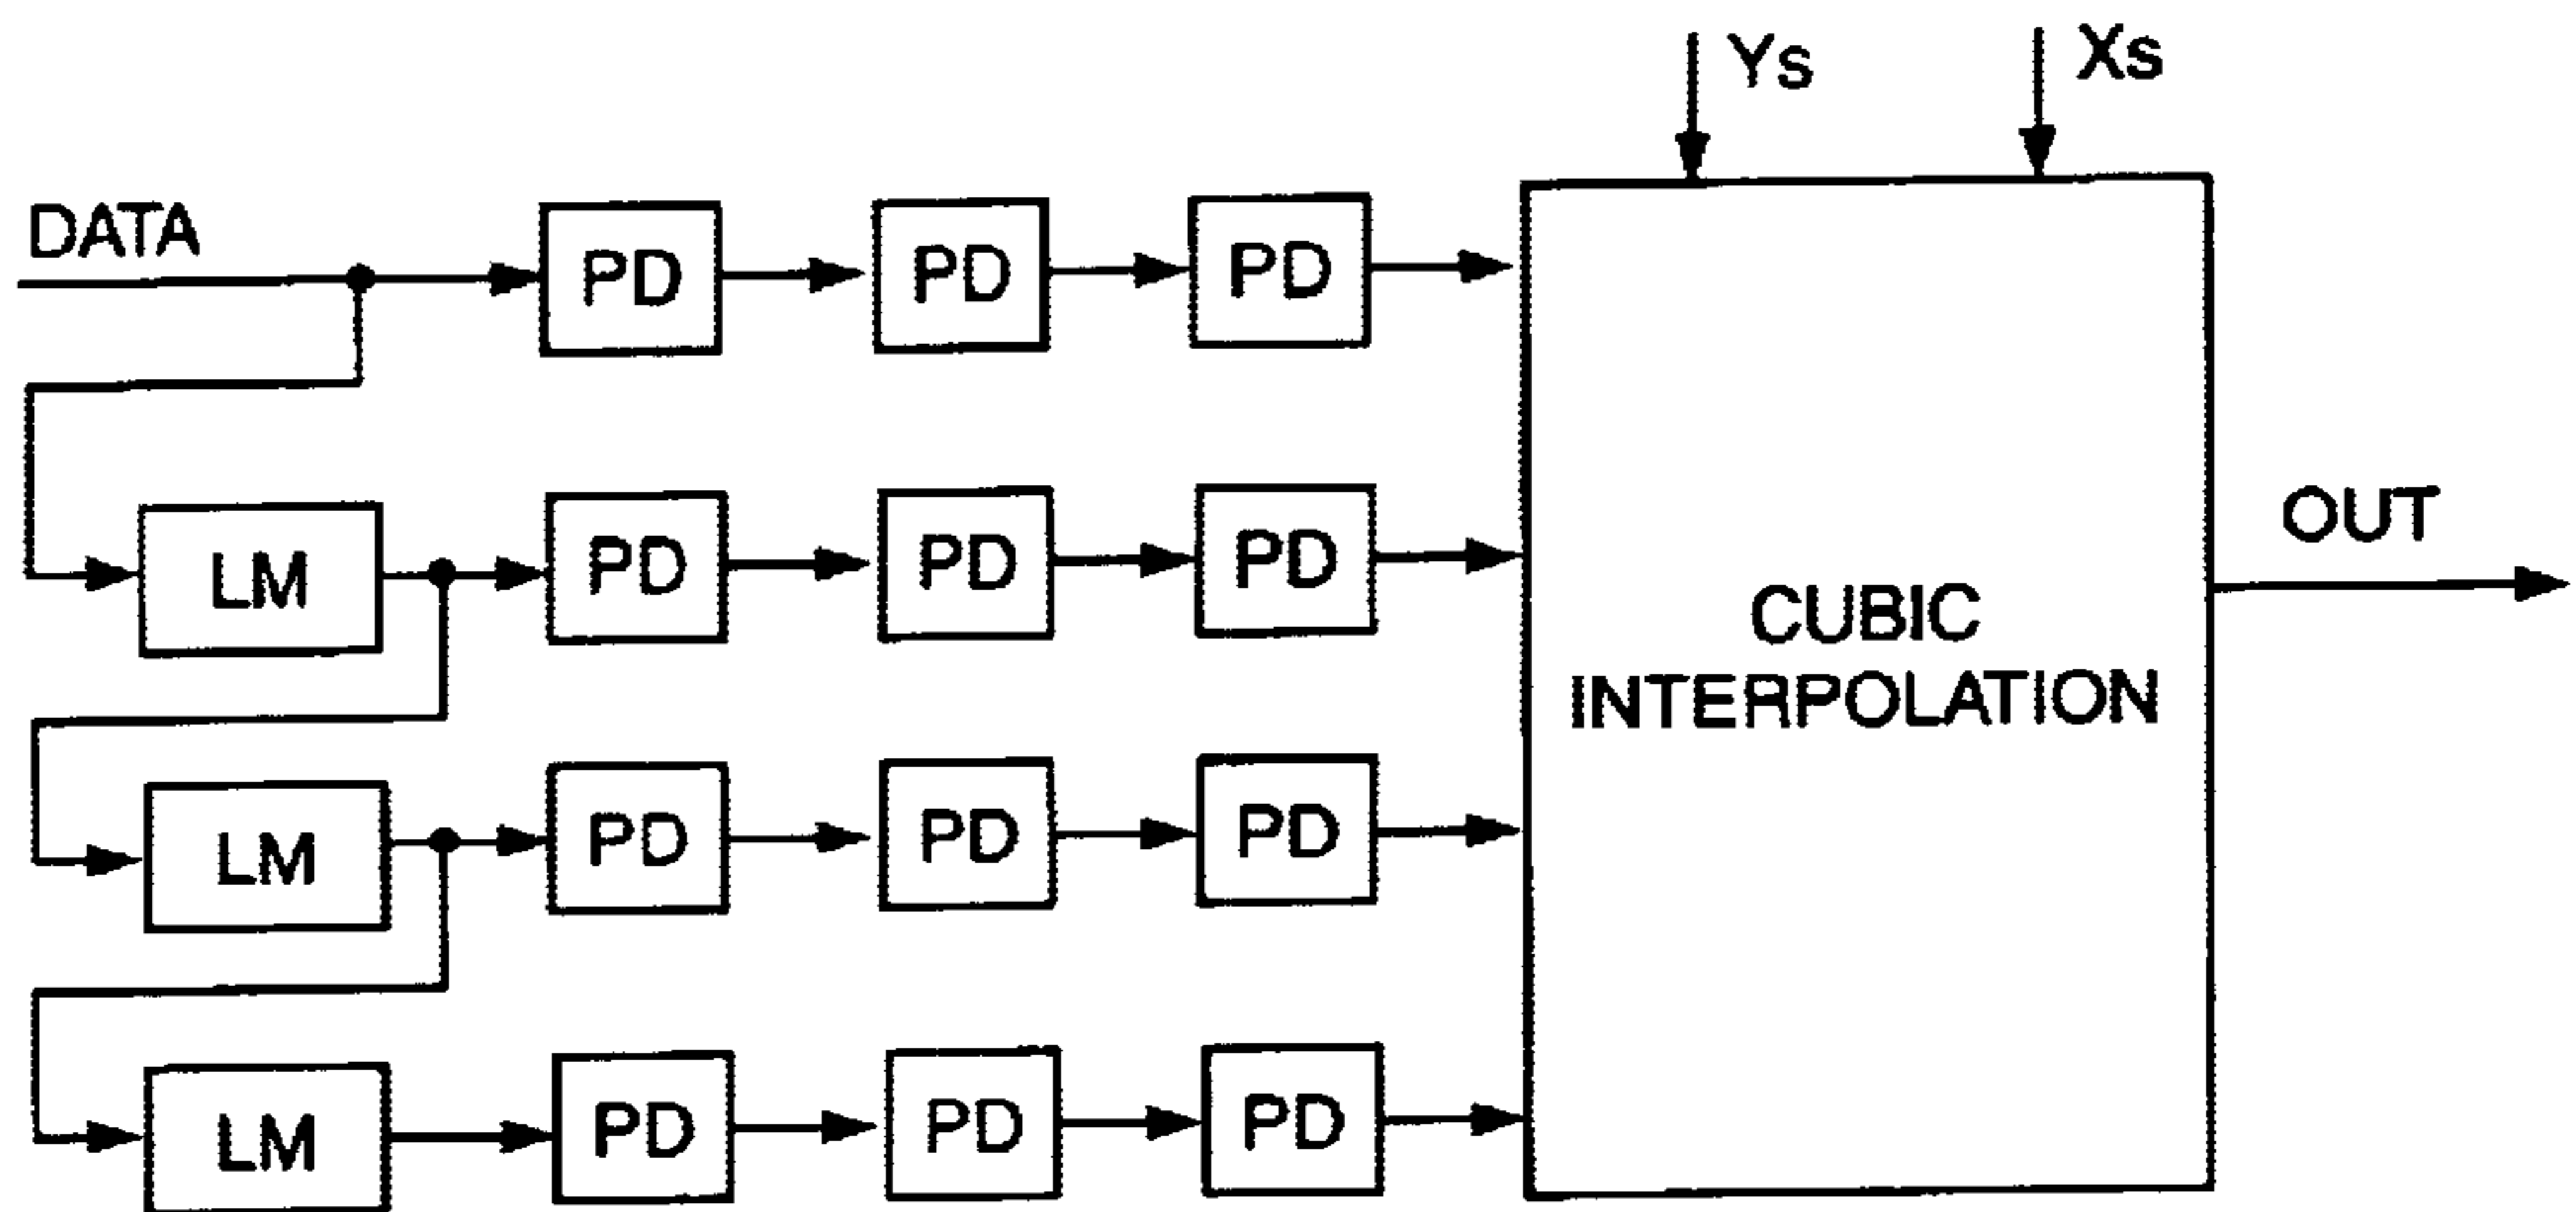 Ys Xs
DATA
PD PD PD
LM PD PD PD
OUT
CUBIC
INTERPOLATION
LM PD PD PD
LM PD PD PD